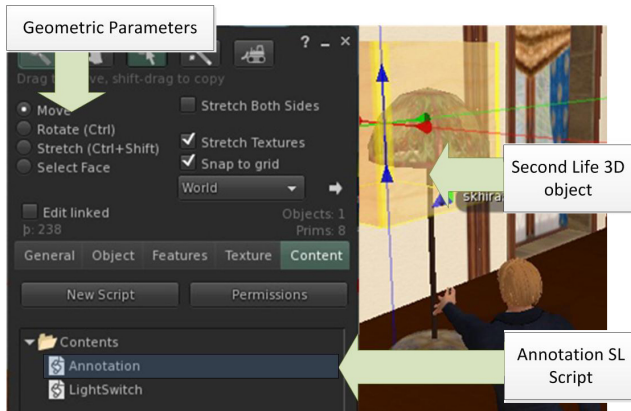 Geometric Parameters
? _ ×
Drag to move, shift-drag to copy
Move
Stretch Both Sides
Rotate (Ctrl)
Stretch (Ctrl+Shift)
Stretch Textures
Select Face
Snap to grid
World
Edit linked
Objects: 1
þ: 238
Prims: 8
General Object Features Texture Content
New Script Permissions
Contents
Annotation
LightSwitch
Second Life 3D
object
skhira
Annotation SL
Script